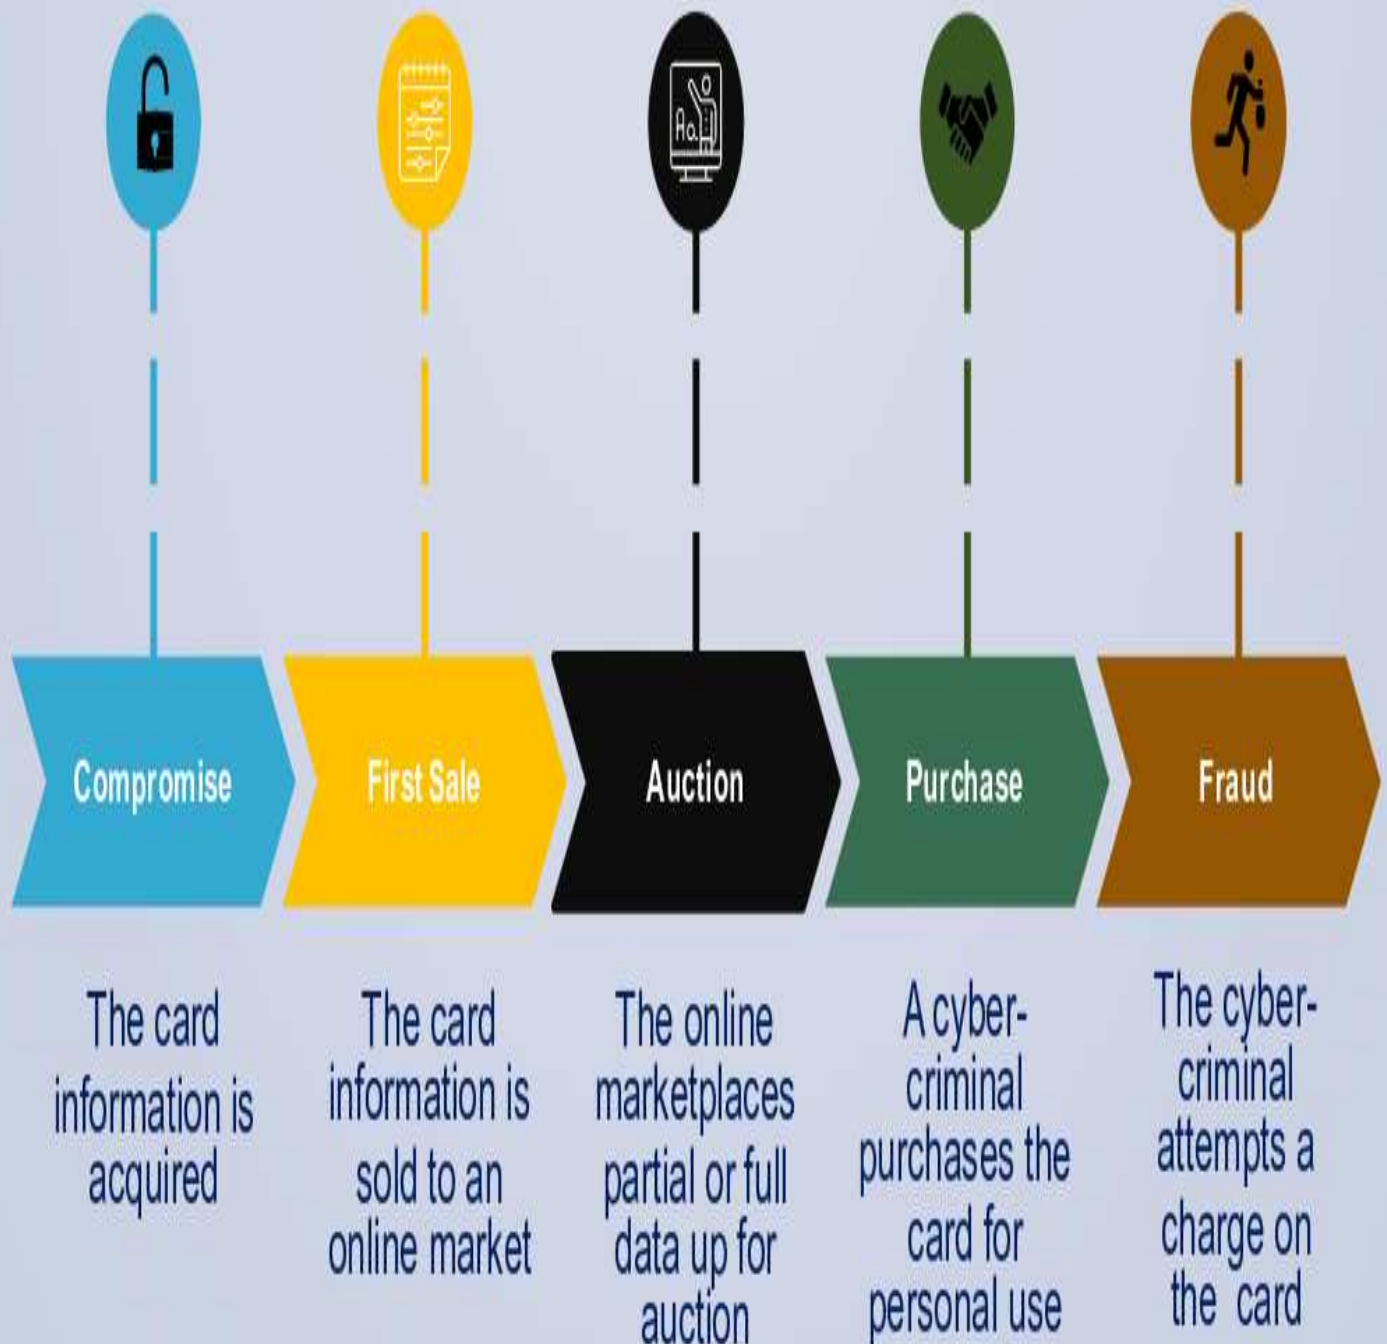 Aa
Compromise
First Sale
Auction
Purchase
Fraud
The card
information is
acquired
The card
information is
sold to an
online market
The online
marketplaces
partial or full
data up for
auction
A cyber-
criminal
purchases the
card for
personal use
The cyber-
criminal
attempts a
charge on
the card